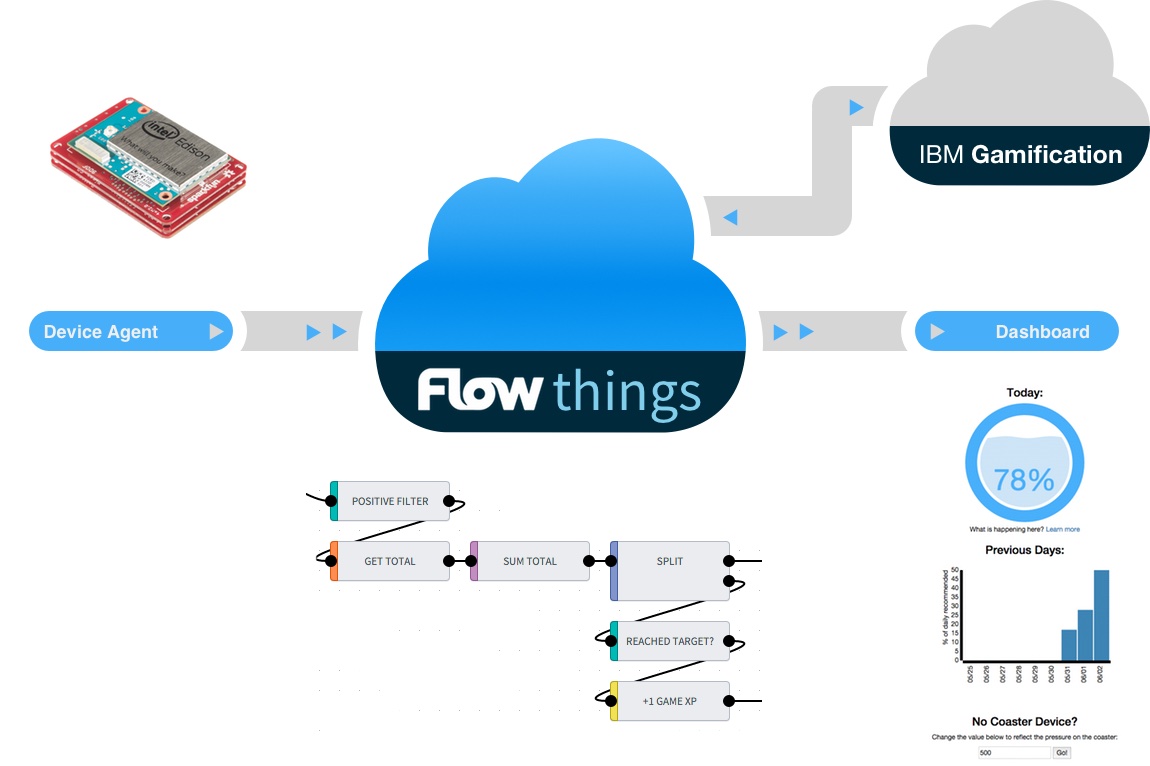 intel Edison
What will you make?
IBM Gamification
Device Agent
Dashboard
Flow things
Today:
78%
What is happening here? Learn more
Previous Days:
% of daily recommended
50
45
40
35
30
25
20
15
10
5
0
05/25
05/26
05/27
05/28
05/29
05/30
05/31
06/01
06/02
No Coaster Device?
Change the value below to reflect the pressure on the coaster:
500 Go!
POSITIVE FILTER
GET TOTAL SUM TOTAL SPLIT
REACHED TARGET?
+1 GAME XP